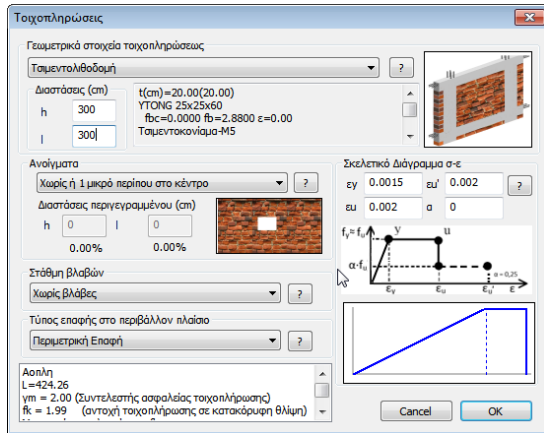 Τοιχοπληρώσεις
Γεωμετρικά στοιχεία τοιχοπληρώσεως
Τσιμεντολιθοδομή
?
Διαστάσεις (cm)
h 300
l 300
t(cm)=20.00(20.00)
YTONG 25x25x60
fbc=0.0000 fb=2.8800 ε=0.00
Τσιμεντοκονίαμα-M5
Ανοίγματα
Χωρίς ή 1 μικρό περίπου στο κέντρο
?
Διαστάσεις περιγεγραμμένου (cm)
h 0 l 0
0.00% 0.00%
Σκελετικό Διάγραμμα σ-ε
εy 0.0015 εu' 0.002
?
εu 0.002 α 0
fy≈fu y u
α·fu α=0,25
εy εu εu' ε
Στάθμη βλαβών
Χωρίς βλάβες
?
Τύπος επαφής στο περιβάλλον πλαίσιο
Περιμετρική Επαφή
?
Αοπλη
L=424.26
γm = 2.00 (Συντελεστής ασφαλείας τοιχοπλήρωσης)
fk = 1.99 (αντοχή τοιχοπλήρωσης σε κατακόρυφη θλίψη)
Cancel
OK